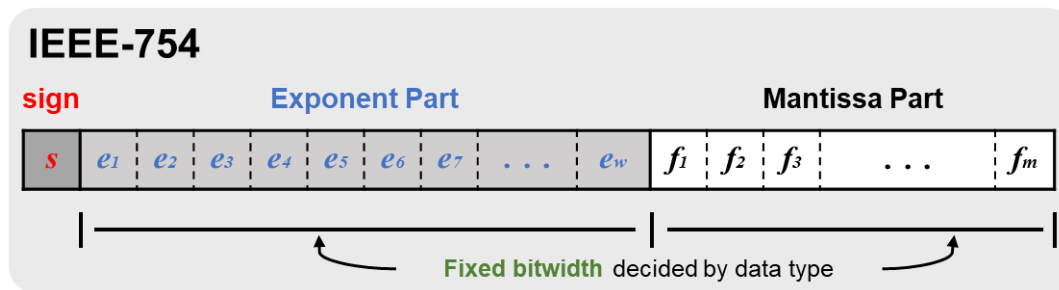 IEEE-754
sign Exponent Part Mantissa Part
s e1 e2 e3 e4 e5 e6 e7 . . . ew f1 f2 f3 . . . fm
Fixed bitwidth decided by data type